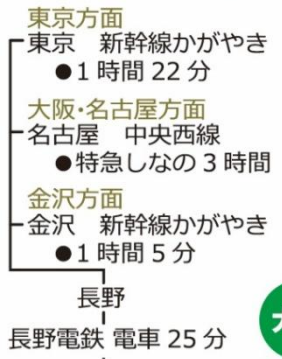 東京方面
東京　新幹線かがやき
●1時間22分
大阪・名古屋方面
名古屋　中央西線
●特急しなの3時間
金沢方面
金沢　新幹線かがやき
●1時間5分
長野
長野電鉄 電車25分